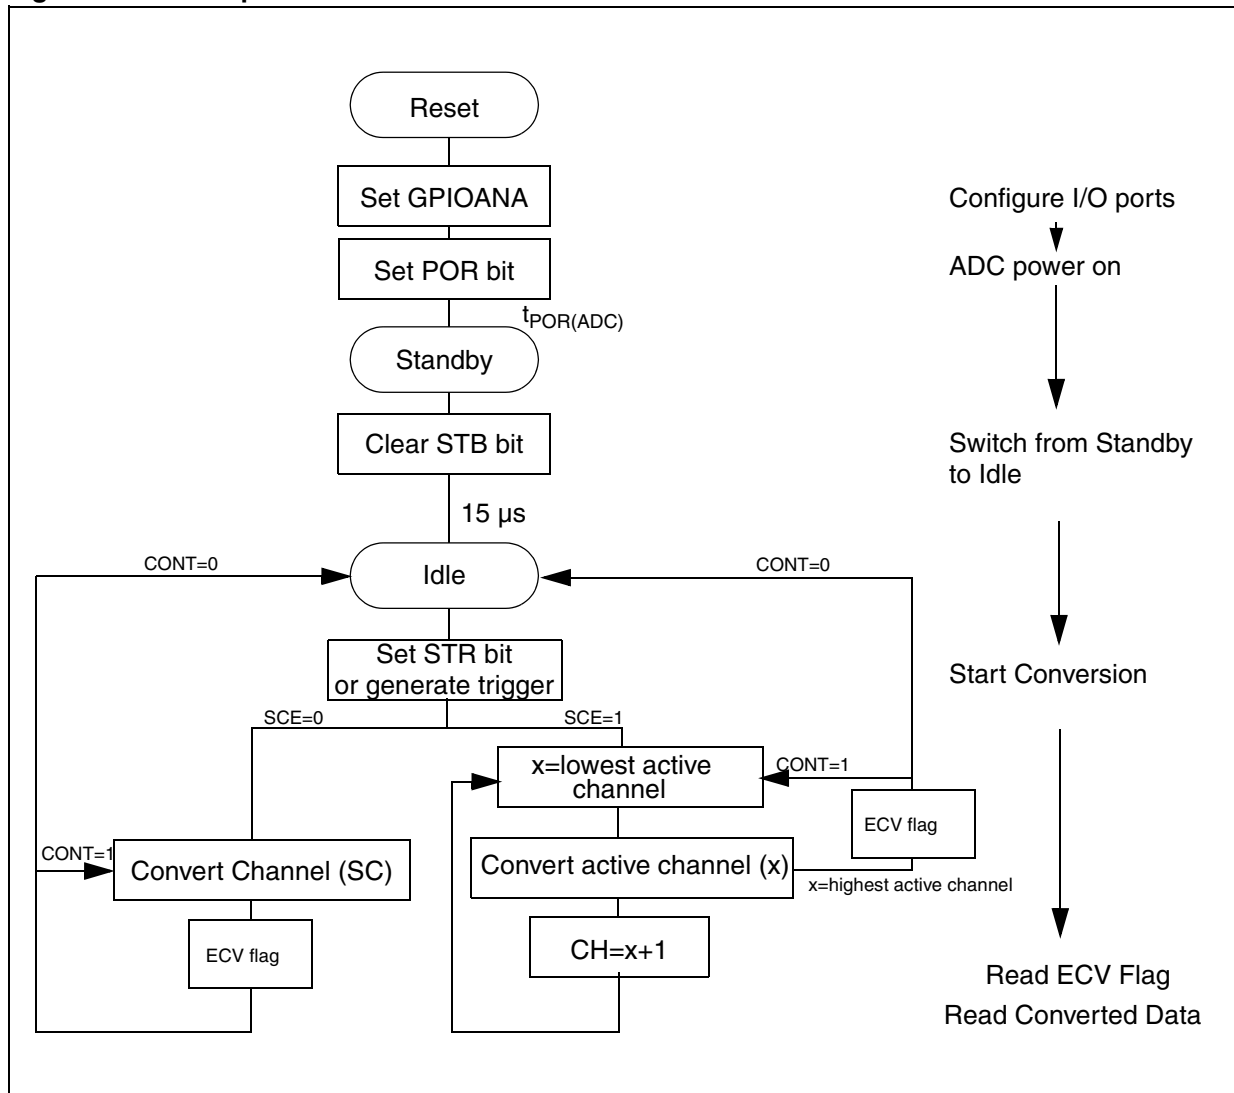 Reset
Set GPIOANA
Configure I/O ports
Set POR bit
ADC power on
tPOR(ADC)
Standby
Clear STB bit
Switch from Standby
to Idle
15 µs
CONT=0
Idle
CONT=0
Set STR bit
or generate trigger
Start Conversion
SCE=0
SCE=1
x=lowest active
channel
CONT=1
ECV flag
CONT=1
Convert Channel (SC)
Convert active channel (x)
x=highest active channel
ECV flag
CH=x+1
Read ECV Flag
Read Converted Data